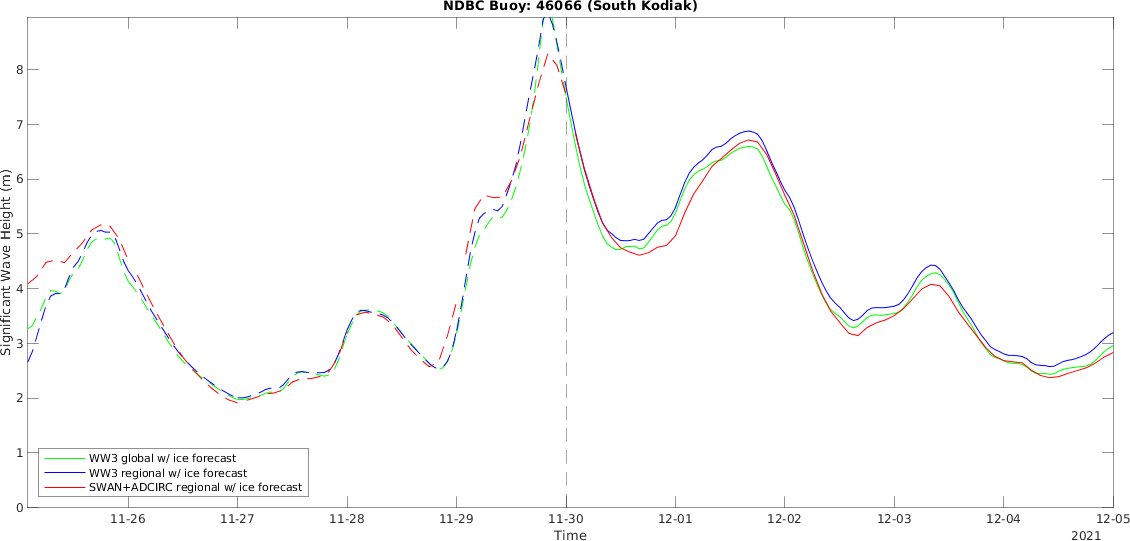 NDBC Buoy: 46066 (South Kodiak)
Significant Wave Height (m)
8
7
6
5
4
3
2
1
0
WW3 global w/ ice forecast
WW3 regional w/ ice forecast
SWAN+ADCIRC regional w/ ice forecast
11-26 11-27 11-28 11-29 11-30 12-01 12-02 12-03 12-04 12-05
Time
2021